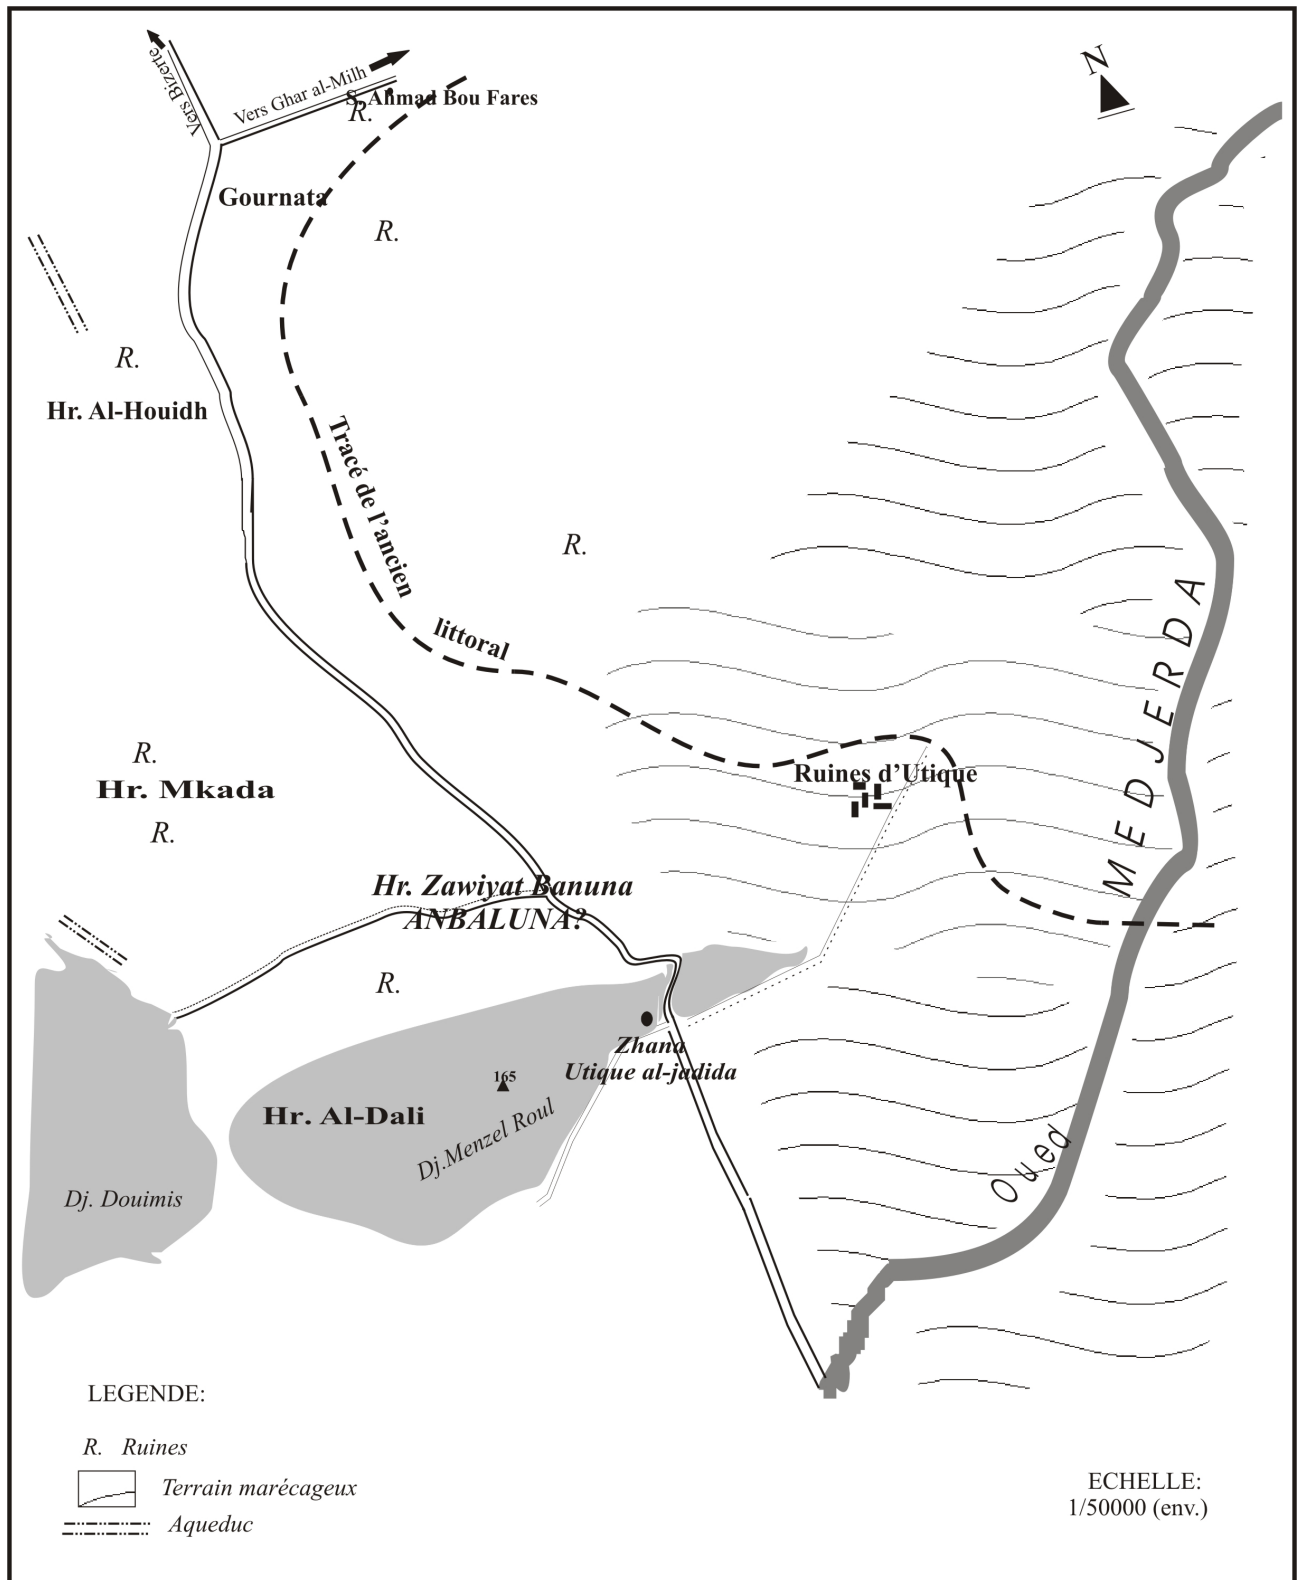 Vers Bizerte
Vers Ghar al-Milh
N
S. Ahmad Bou Fares
R.
Gournata
R.
R.
Hr. Al-Houidh
Tracé de l’ancien
littoral
R.
MEDJERDA
R.
Hr. Mkada
R.
Ruines d’Utique
Hr. Zawiyat Banuna
ANBALUNA?
R.
Zhana
Utique al-jadida
165
Hr. Al-Dali
Dj.Menzel Roul
Dj. Douimis
Oued
LEGENDE:
R. Ruines
Terrain marécageux
Aqueduc
ECHELLE:
1/50000 (env.)